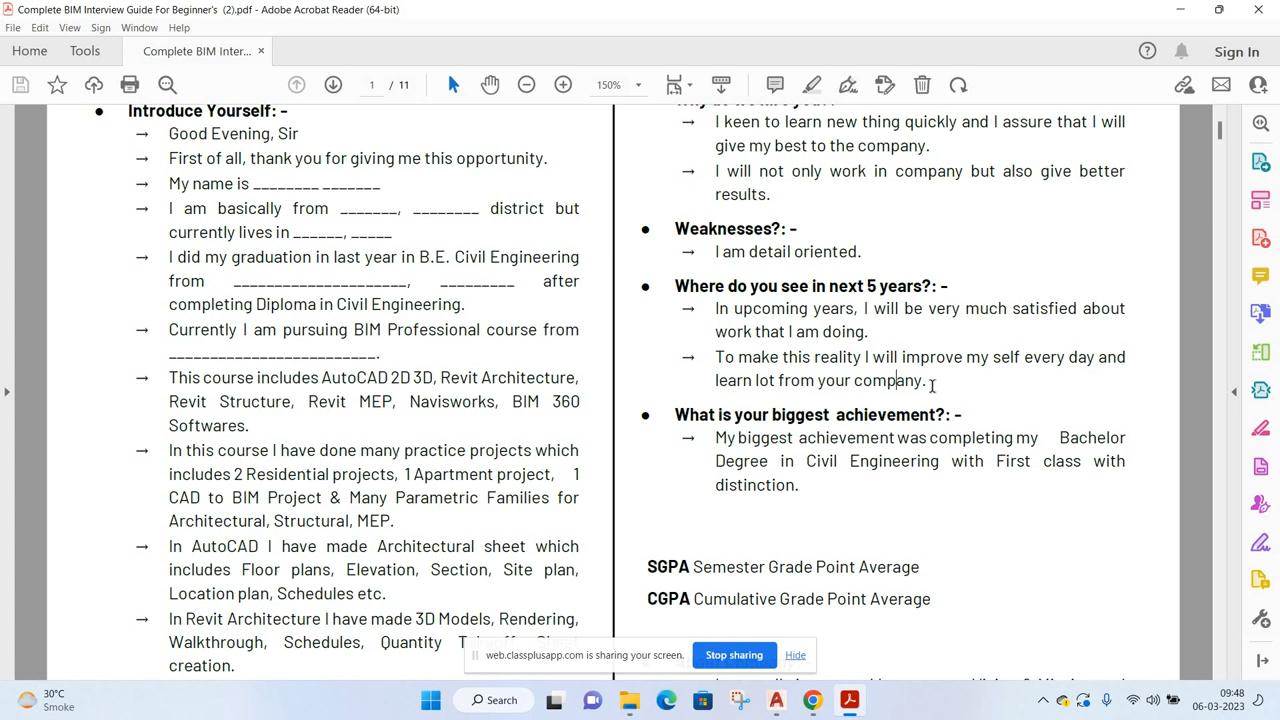 Complete BIM Interview Guide For Beginner's (2).pdf - Adobe Acrobat Reader (64-bit)
File Edit View Sign Window Help
Home Tools Complete BIM Inter... × Sign In
1 / 11 150%
Introduce Yourself: -
→ Good Evening, Sir
→ First of all, thank you for giving me this opportunity.
→ My name is ________ _______
→ I am basically from _______, ________ district but
currently lives in ______, _____
→ I did my graduation in last year in B.E. Civil Engineering
from _____________________, _________ after
completing Diploma in Civil Engineering.
→ Currently I am pursuing BIM Professional course from
_________________________.
→ This course includes AutoCAD 2D 3D, Revit Architecture,
Revit Structure, Revit MEP, Navisworks, BIM 360
Softwares.
→ In this course I have done many practice projects which
includes 2 Residential projects, 1 Apartment project, 1
CAD to BIM Project & Many Parametric Families for
Architectural, Structural, MEP.
→ In AutoCAD I have made Architectural sheet which
includes Floor plans, Elevation, Section, Site plan,
Location plan, Schedules etc.
→ In Revit Architecture I have made 3D Models, Rendering,
Walkthrough, Schedules, Quantity
creation.
→ I keen to learn new thing quickly and I assure that I will
give my best to the company.
→ I will not only work in company but also give better
results.
● Weaknesses?: -
→ I am detail oriented.
● Where do you see in next 5 years?: -
→ In upcoming years, I will be very much satisfied about
work that I am doing.
→ To make this reality I will improve my self every day and
learn lot from your company.
● What is your biggest achievement?: -
→ My biggest achievement was completing my Bachelor
Degree in Civil Engineering with First class with
distinction.
SGPA Semester Grade Point Average
CGPA Cumulative Grade Point Average
web.classplusapp.com is sharing your screen. Stop sharing Hide
30°C
Smoke
Search
09:48
06-03-2023